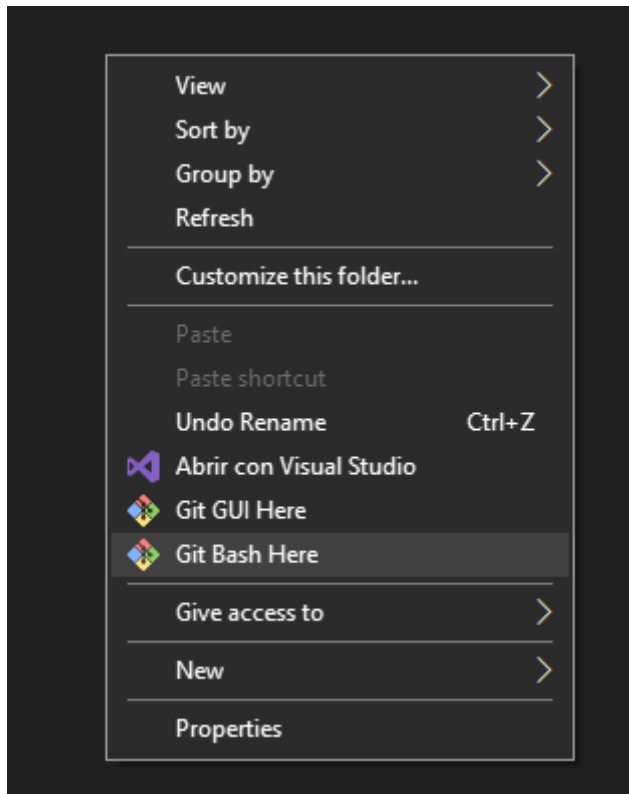 View
Sort by
Group by
Refresh
Customize this folder...
Paste
Paste shortcut
Undo Rename Ctrl+Z
Abrir con Visual Studio
Git GUI Here
Git Bash Here
Give access to
New
Properties